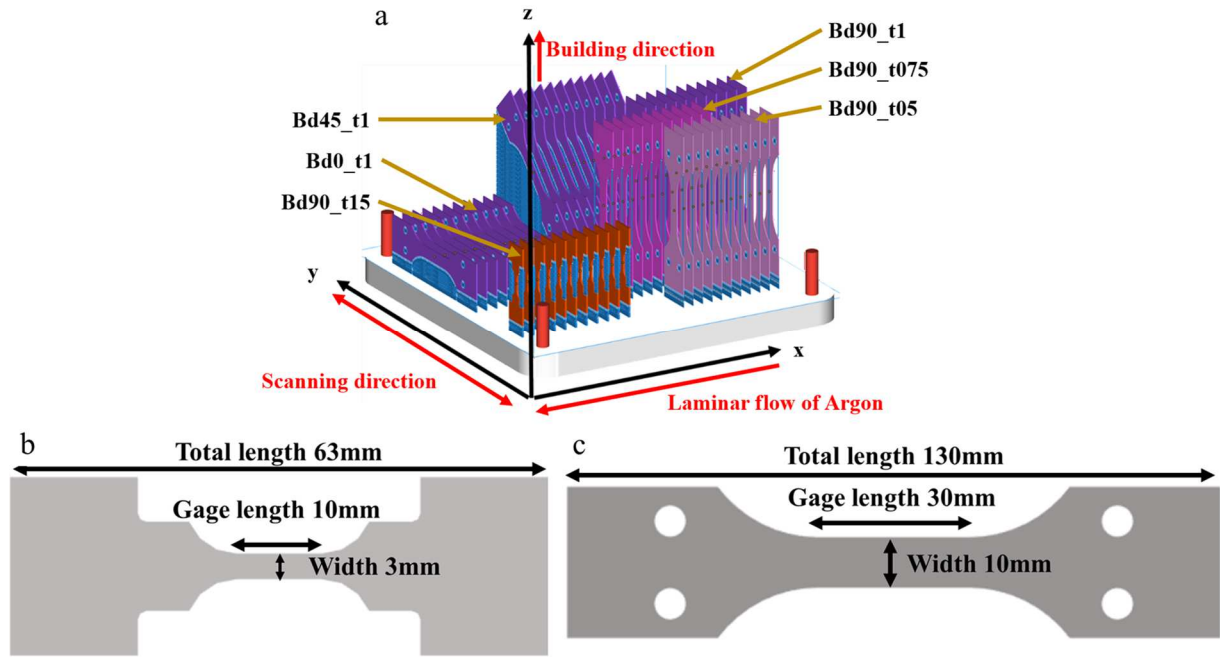 a
z
Building direction
Bd90_t1
Bd90_t075
Bd90_t05
Bd45_t1
Bd0_t1
Bd90_t15
y
x
Scanning direction
Laminar flow of Argon
b
Total length 63mm
Gage length 10mm
Width 3mm
c
Total length 130mm
Gage length 30mm
Width 10mm